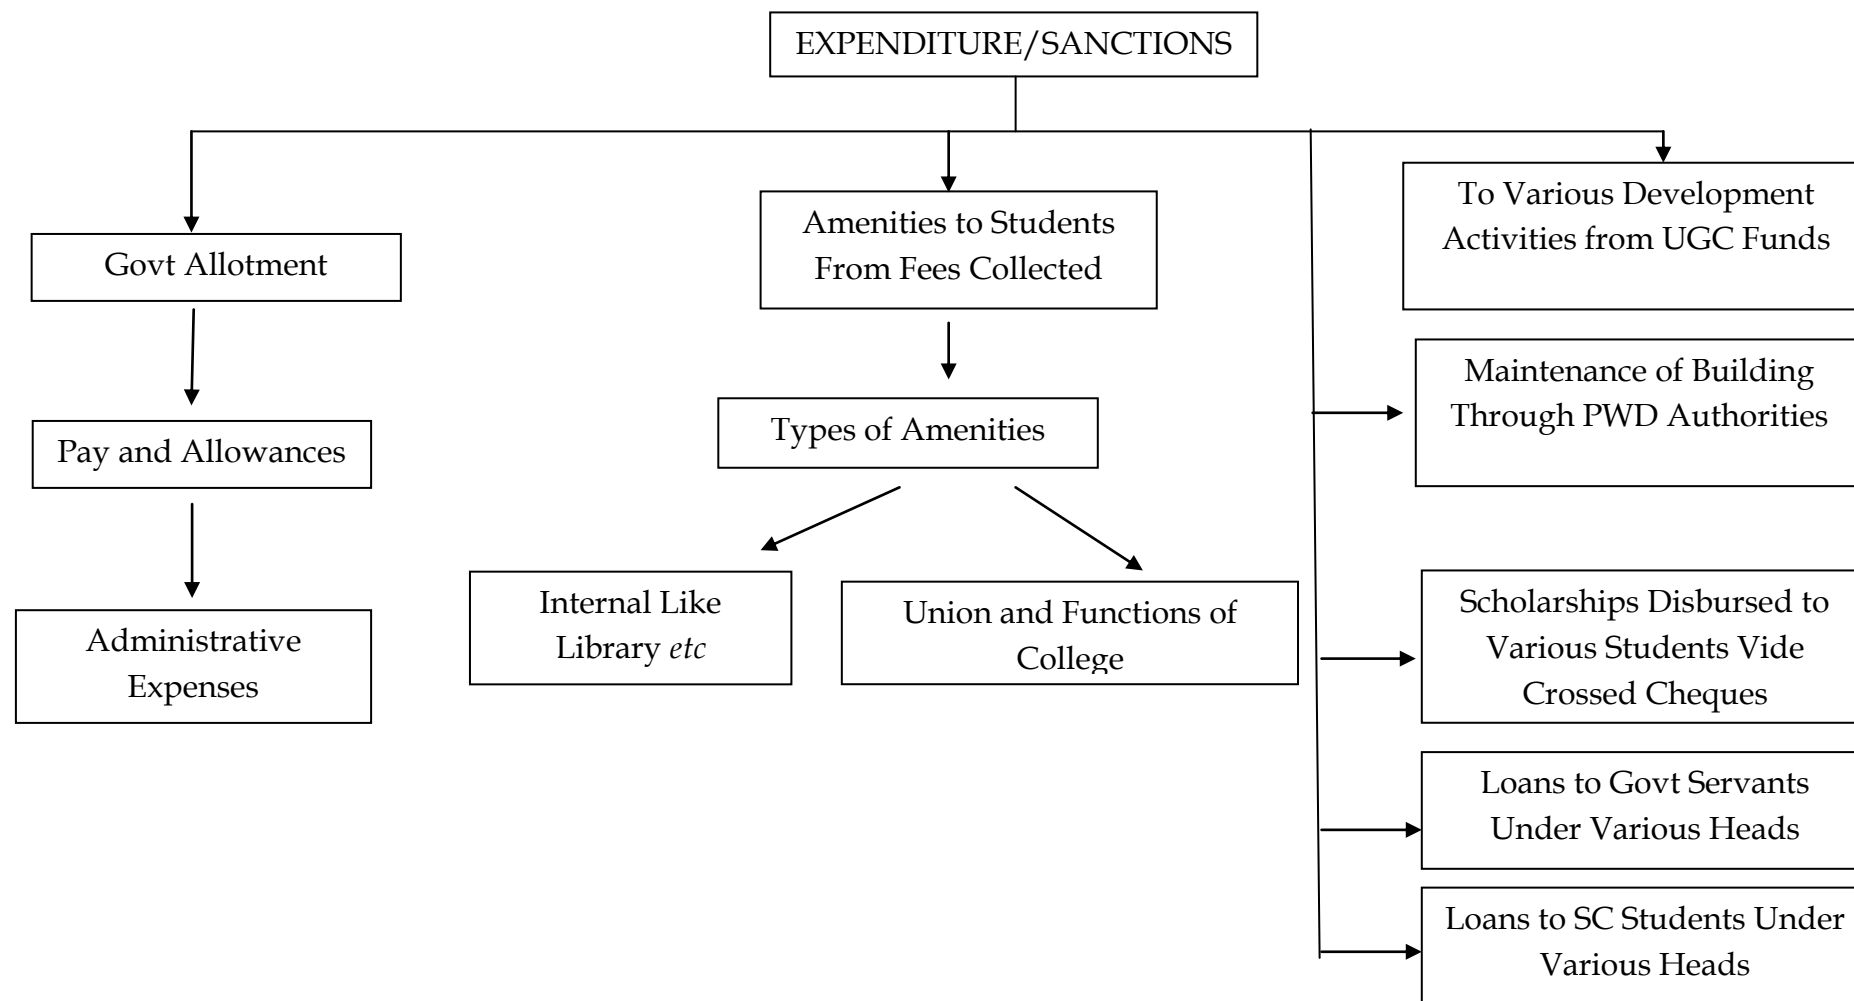 EXPENDITURE/SANCTIONS
Govt Allotment
Pay and Allowances
Administrative
Expenses
Amenities to Students
From Fees Collected
Types of Amenities
Internal Like
Library etc
Union and Functions of
College
To Various Development
Activities from UGC Funds
Maintenance of Building
Through PWD Authorities
Scholarships Disbursed to
Various Students Vide
Crossed Cheques
Loans to Govt Servants
Under Various Heads
Loans to SC Students Under
Various Heads